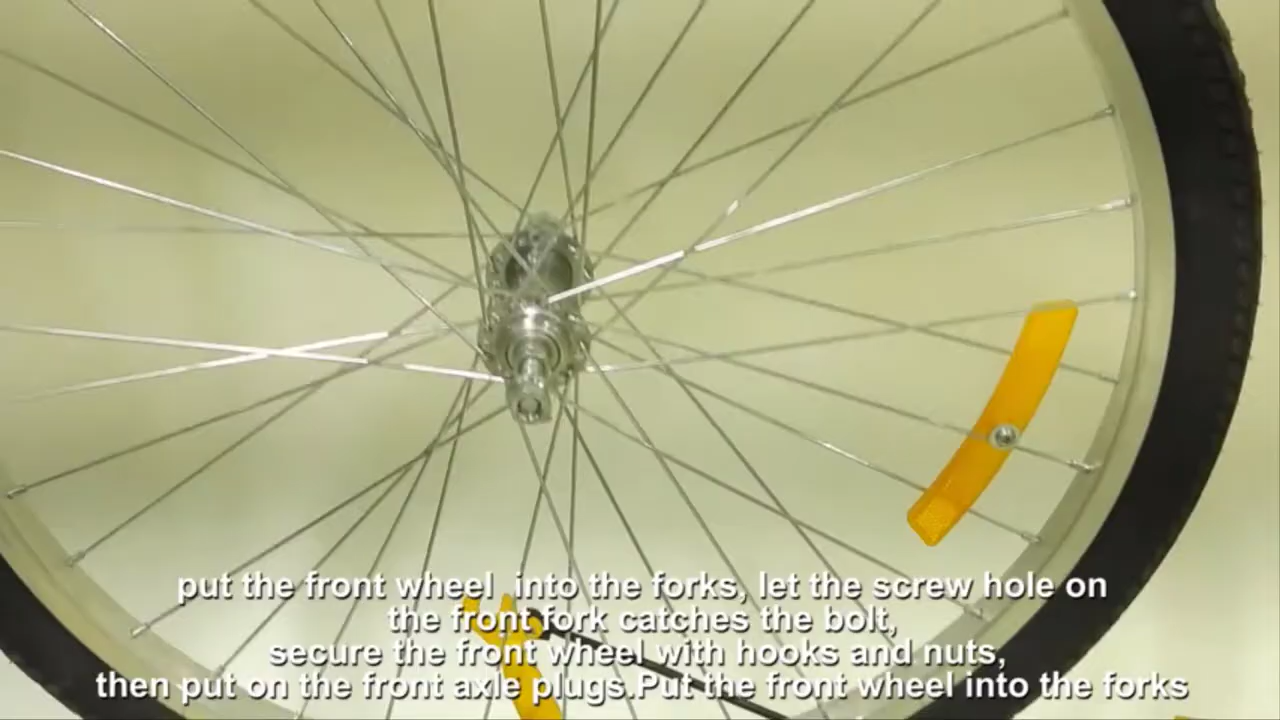 put the front wheel  into the forks, let the screw hole on
the front fork catches the bolt,
secure the front wheel with hooks and nuts,
then put on the front axle plugs.Put the front wheel into the forks